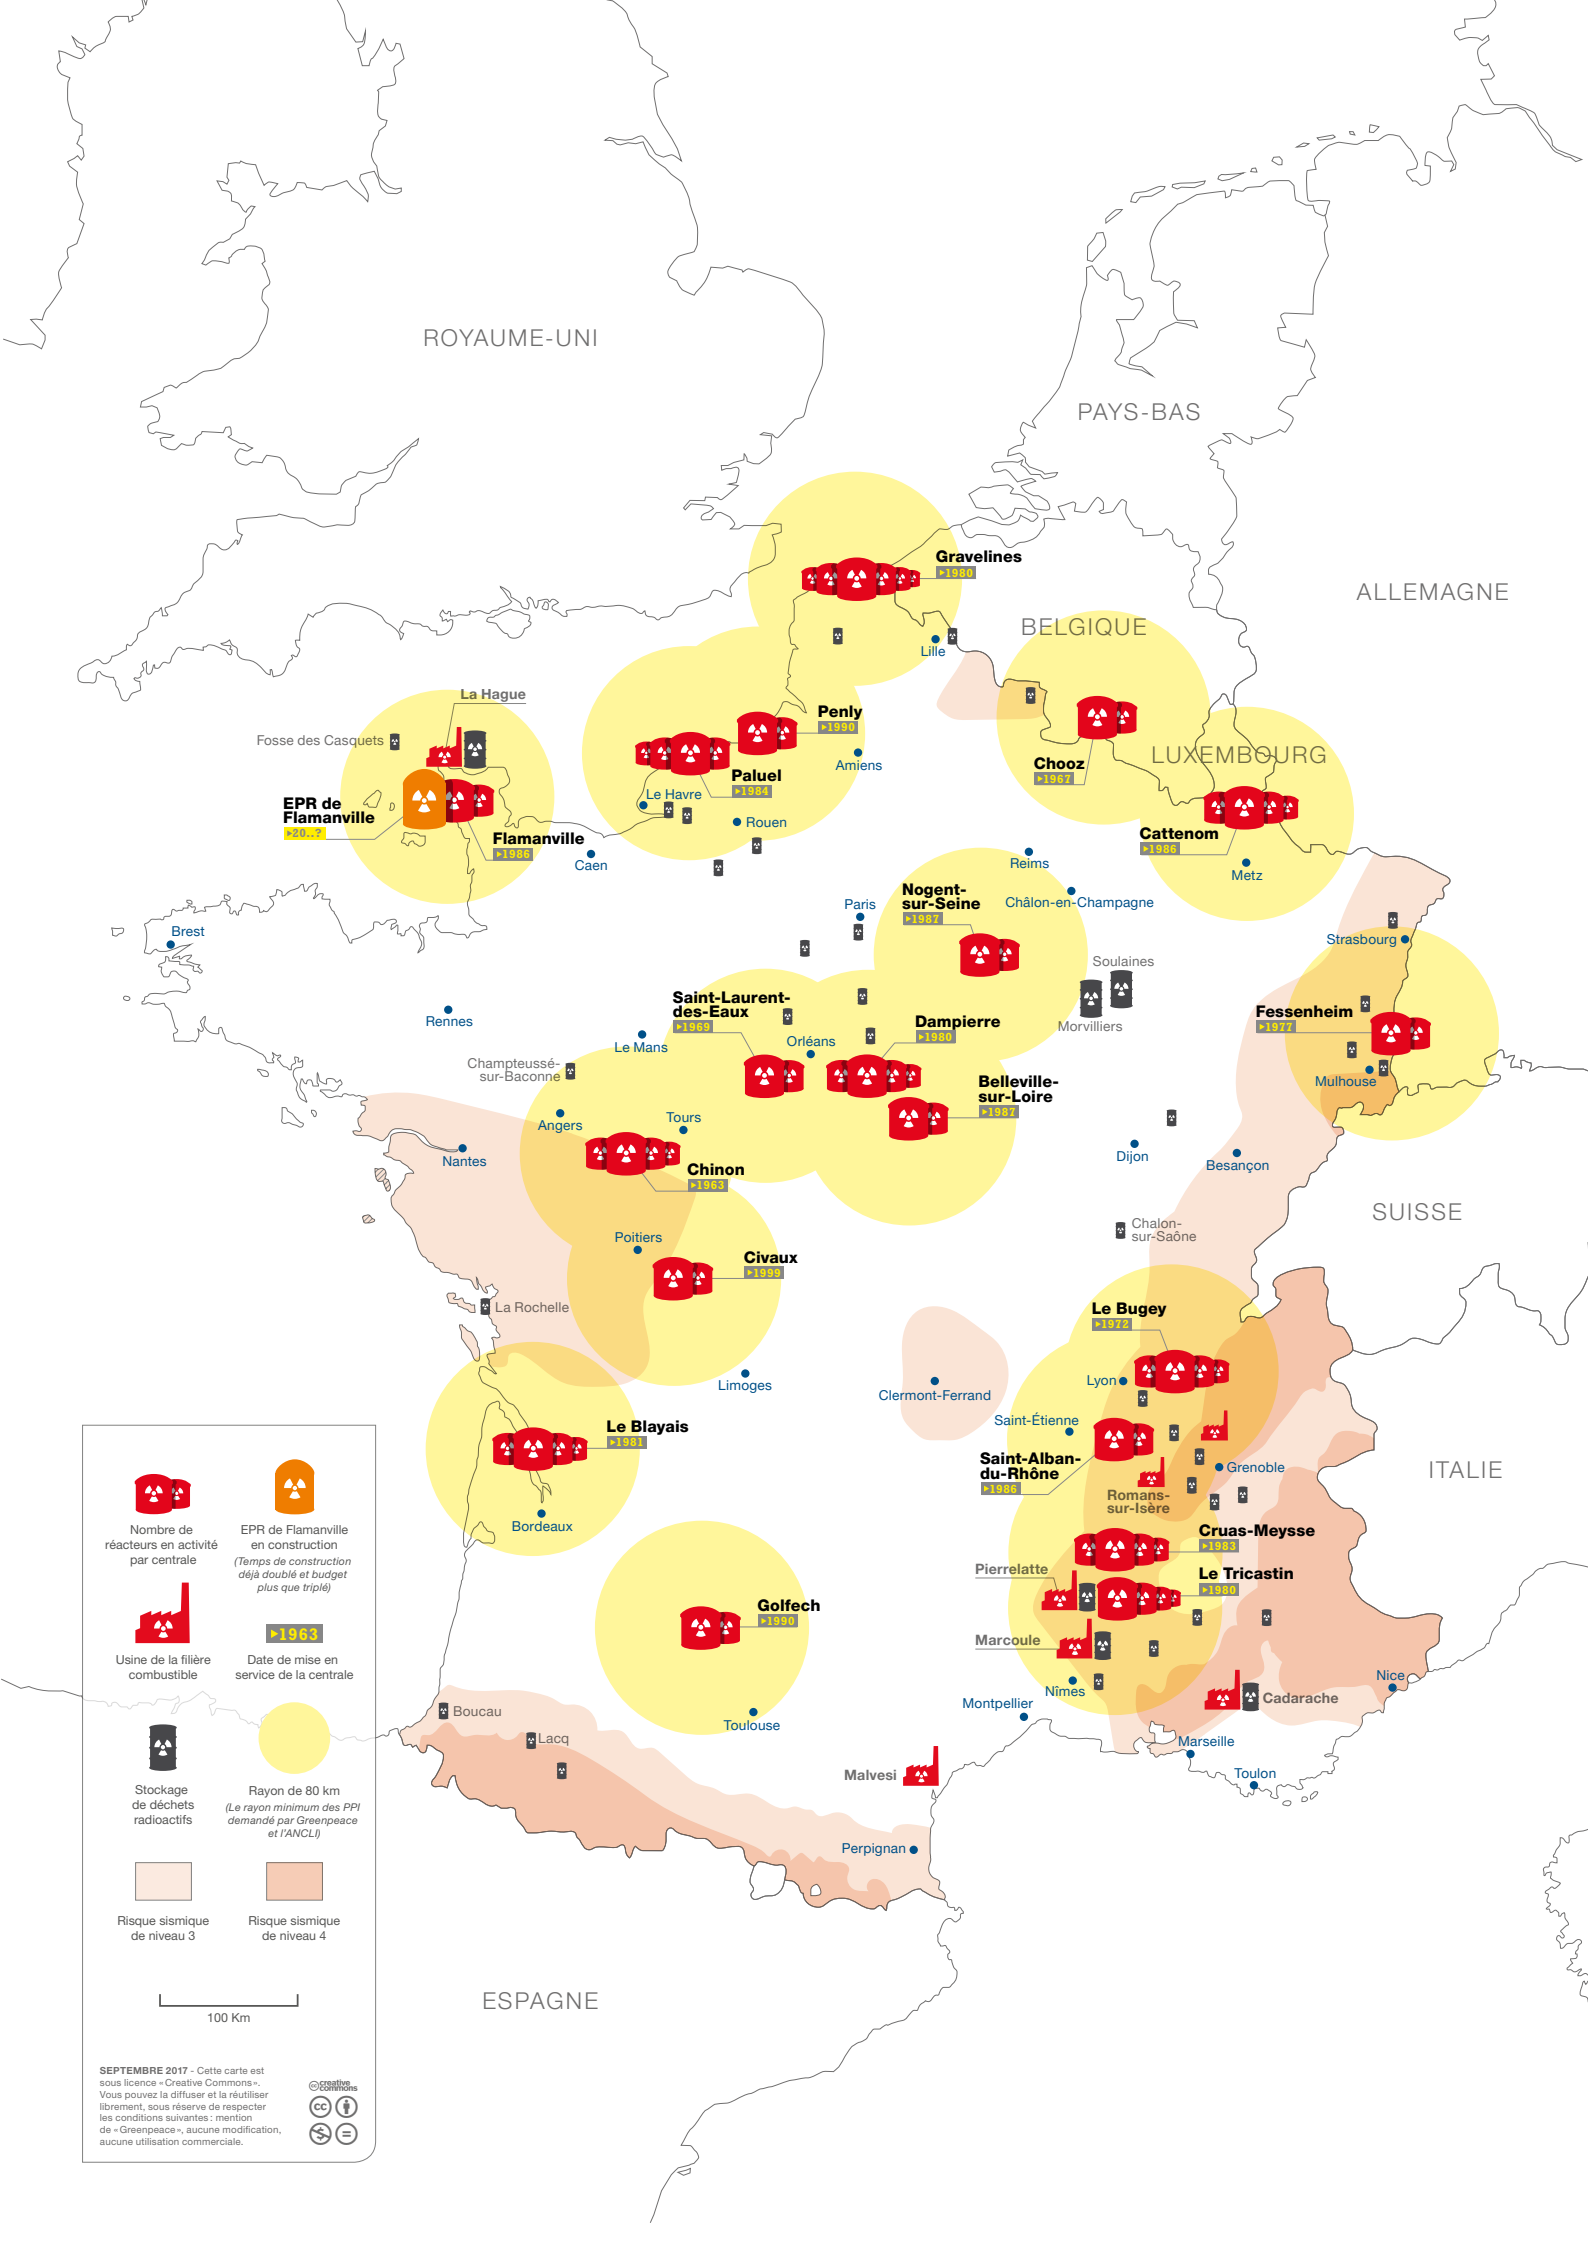 ROYAUME-UNI
PAYS-BAS
ALLEMAGNE
BELGIQUE
LUXEMBOURG
SUISSE
ITALIE
ESPAGNE
Gravelines
▸1980
Lille
La Hague
Fosse des Casquets
EPR de
Flamanville
▸20..?
Flamanville
▸1986
Caen
Penly
▸1990
Paluel
▸1984
Le Havre
Rouen
Amiens
Chooz
▸1967
Cattenom
▸1986
Metz
Reims
Châlon-en-Champagne
Nogent-
sur-Seine
▸1987
Paris
Brest
Rennes
Le Mans
Champteussé-
sur-Baconne
Saint-Laurent-
des-Eaux
▸1969
Orléans
Dampierre
▸1980
Belleville-
sur-Loire
▸1987
Soulaines
Morvilliers
Strasbourg
Fessenheim
▸1977
Mulhouse
Angers
Tours
Nantes
Chinon
▸1963
Dijon
Besançon
Chalon-
sur-Saône
Poitiers
Civaux
▸1999
La Rochelle
Limoges
Clermont-Ferrand
Le Bugey
▸1972
Lyon
Saint-Étienne
Saint-Alban-
du-Rhône
▸1986
Grenoble
Romans-
sur-Isère
Le Blayais
▸1981
Bordeaux
Cruas-Meysse
▸1983
Pierrelatte
Le Tricastin
▸1980
Marcoule
Golfech
▸1990
Toulouse
Nîmes
Montpellier
Cadarache
Nice
Marseille
Toulon
Boucau
Lacq
Malvesi
Perpignan
Nombre de
réacteurs en activité
par centrale
EPR de Flamanville
en construction
(Temps de construction
déjà doublé et budget
plus que triplé)
Usine de la filière
combustible
▸1963
Date de mise en
service de la centrale
Stockage
de déchets
radioactifs
Rayon de 80 km
(Le rayon minimum des PPI
demandé par Greenpeace
et l'ANCLI)
Risque sismique
de niveau 3
Risque sismique
de niveau 4
100 Km
SEPTEMBRE 2017 - Cette carte est
sous licence «Creative Commons».
Vous pouvez la diffuser et la réutiliser
librement, sous réserve de respecter
les conditions suivantes : mention
de «Greenpeace», aucune modification,
aucune utilisation commerciale.
cc creative
commons
cc